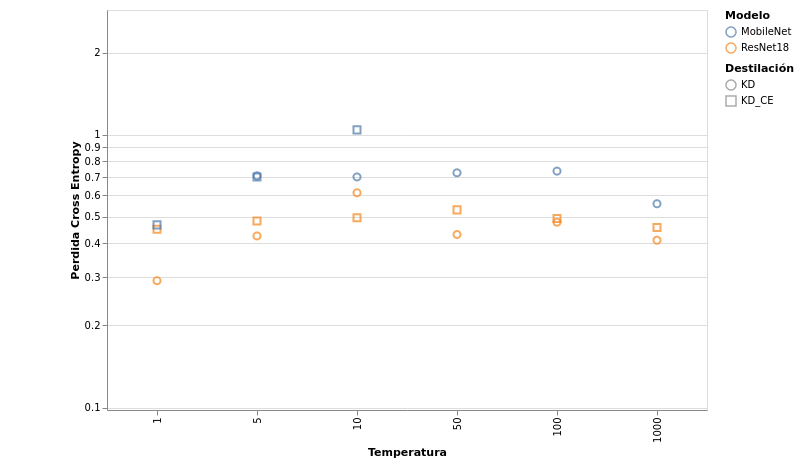 Perdida Cross Entropy
2
1
0.9
0.8
0.7
0.6
0.5
0.4
0.3
0.2
0.1
1
5
10
50
100
1000
Temperatura
Modelo
MobileNet
ResNet18
Destilación
KD
KD_CE